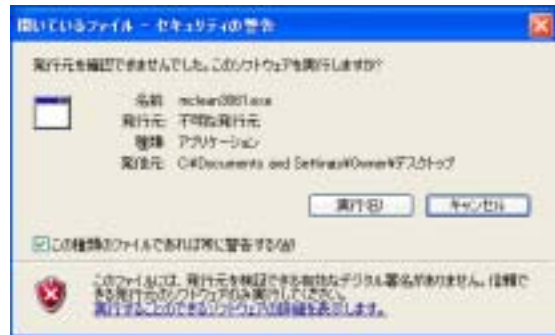 開いているファイル - セキュリティの警告
発行元を確認できませんでした。このソフトウェアを実行しますか?
名前: mclean3861.exe
発行元: 不明な発行元
種類: アプリケーション
発信元: C:¥Documents and Settings¥Owner¥デスクトップ
実行(R)
キャンセル
この種類のファイルであれば常に警告する(W)
このファイルには、発行元を検証できる有効なデジタル署名がありません。信頼で
きる発行元のソフトウェアのみ実行してください。
実行することのできるソフトウェアの詳細を表示します。